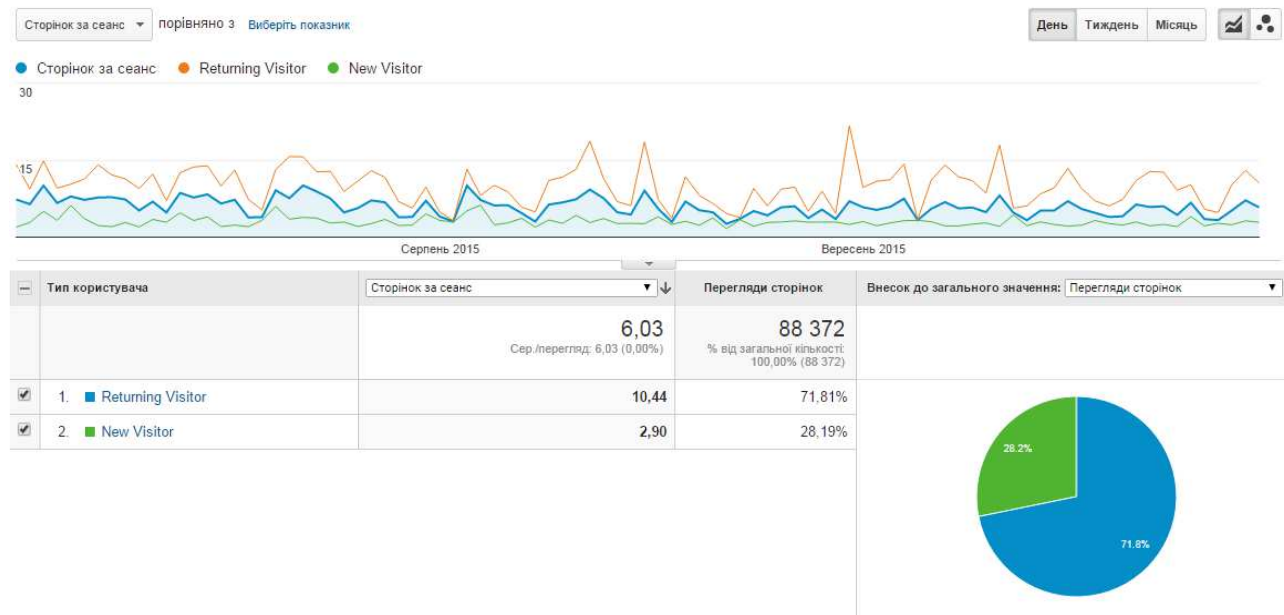 Сторінок за сеанс порівняно з Виберіть показник День Тиждень Місяць
Сторінок за сеанс Returning Visitor New Visitor
30
15
Серпень 2015 Вересень 2015
Тип користувача Сторінок за сеанс Перегляди сторінок Внесок до загального значення: Перегляди сторінок
6,03 88 372
Сер./перегляд: 6,03 (0,00%) % від загальної кількості:
100,00% (88 372)
1. Returning Visitor 10,44 71,81%
2. New Visitor 2,90 28,19%
28.2%
71.8%